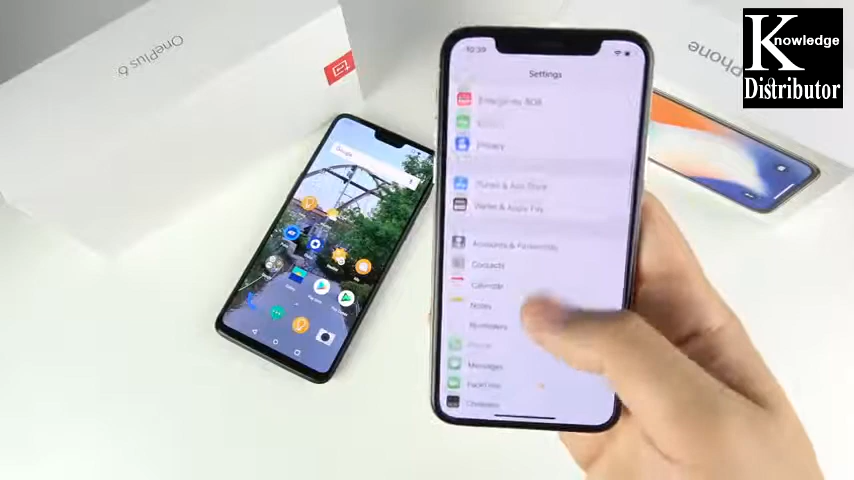 OnePlus 6
Phone
Knowledge
Distributor
10:39
Settings
Emergency SOS
Privacy
iTunes & App Store
Wallet & Apple Pay
Accounts & Passwords
Contacts
Calendar
Notes
Reminders
Phone
Messages
FaceTime
Google